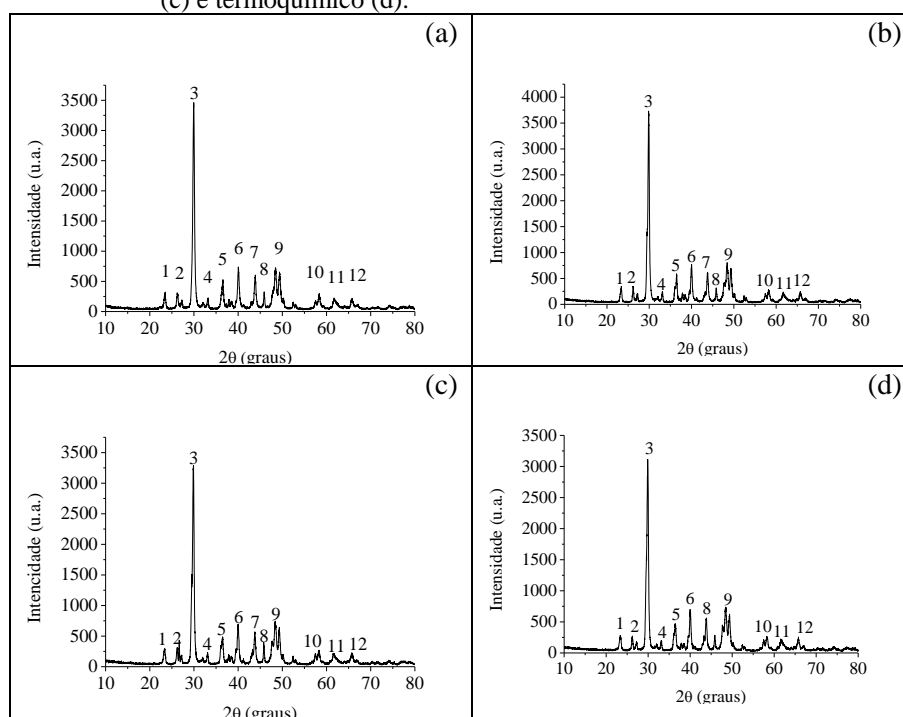 (c) e termoquímico (d).
(a)
3500
3000
2500
2000
1500
1000
500
0
Intensidade (u.a.)
3
1 2 4 5 6 7 8 9 10 11 12
10 20 30 40 50 60 70 80
2θ (graus)
(b)
4000
3500
3000
2500
2000
1500
1000
500
0
Intensidade (u.a.)
3
1 2 4 5 6 7 8 9 10 11 12
10 20 30 40 50 60 70 80
2θ (graus)
(c)
3500
3000
2500
2000
1500
1000
500
0
Intencidade (u.a.)
3
1 2 4 5 6 7 8 9 10 11 12
10 20 30 40 50 60 70 80
2θ (graus)
(d)
3500
3000
2500
2000
1500
1000
500
0
Intensidade (u.a.)
3
1 2 4 5 6 8 9 10 11 12
10 20 30 40 50 60 70 80
2θ (graus)